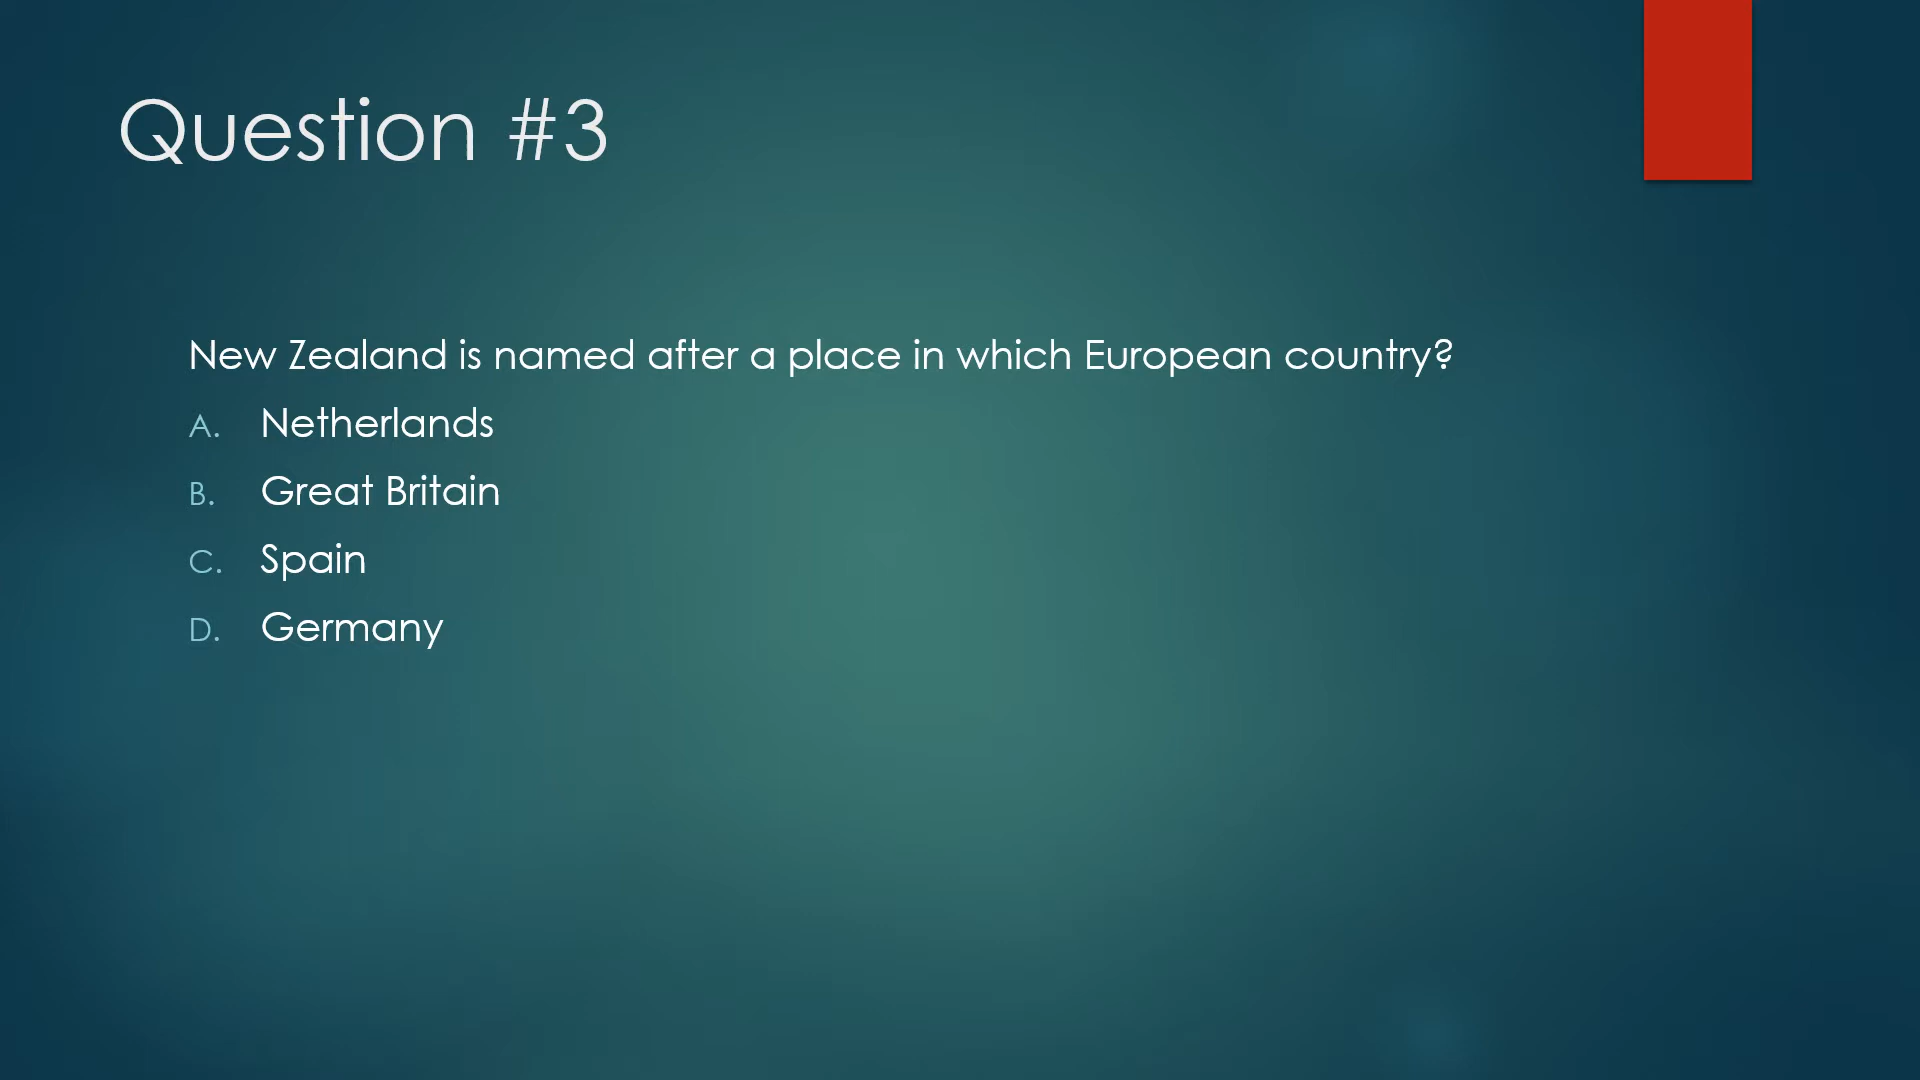 Question #3
New Zealand is named after a place in which European country?
A. Netherlands
B. Great Britain
C. Spain
D. Germany